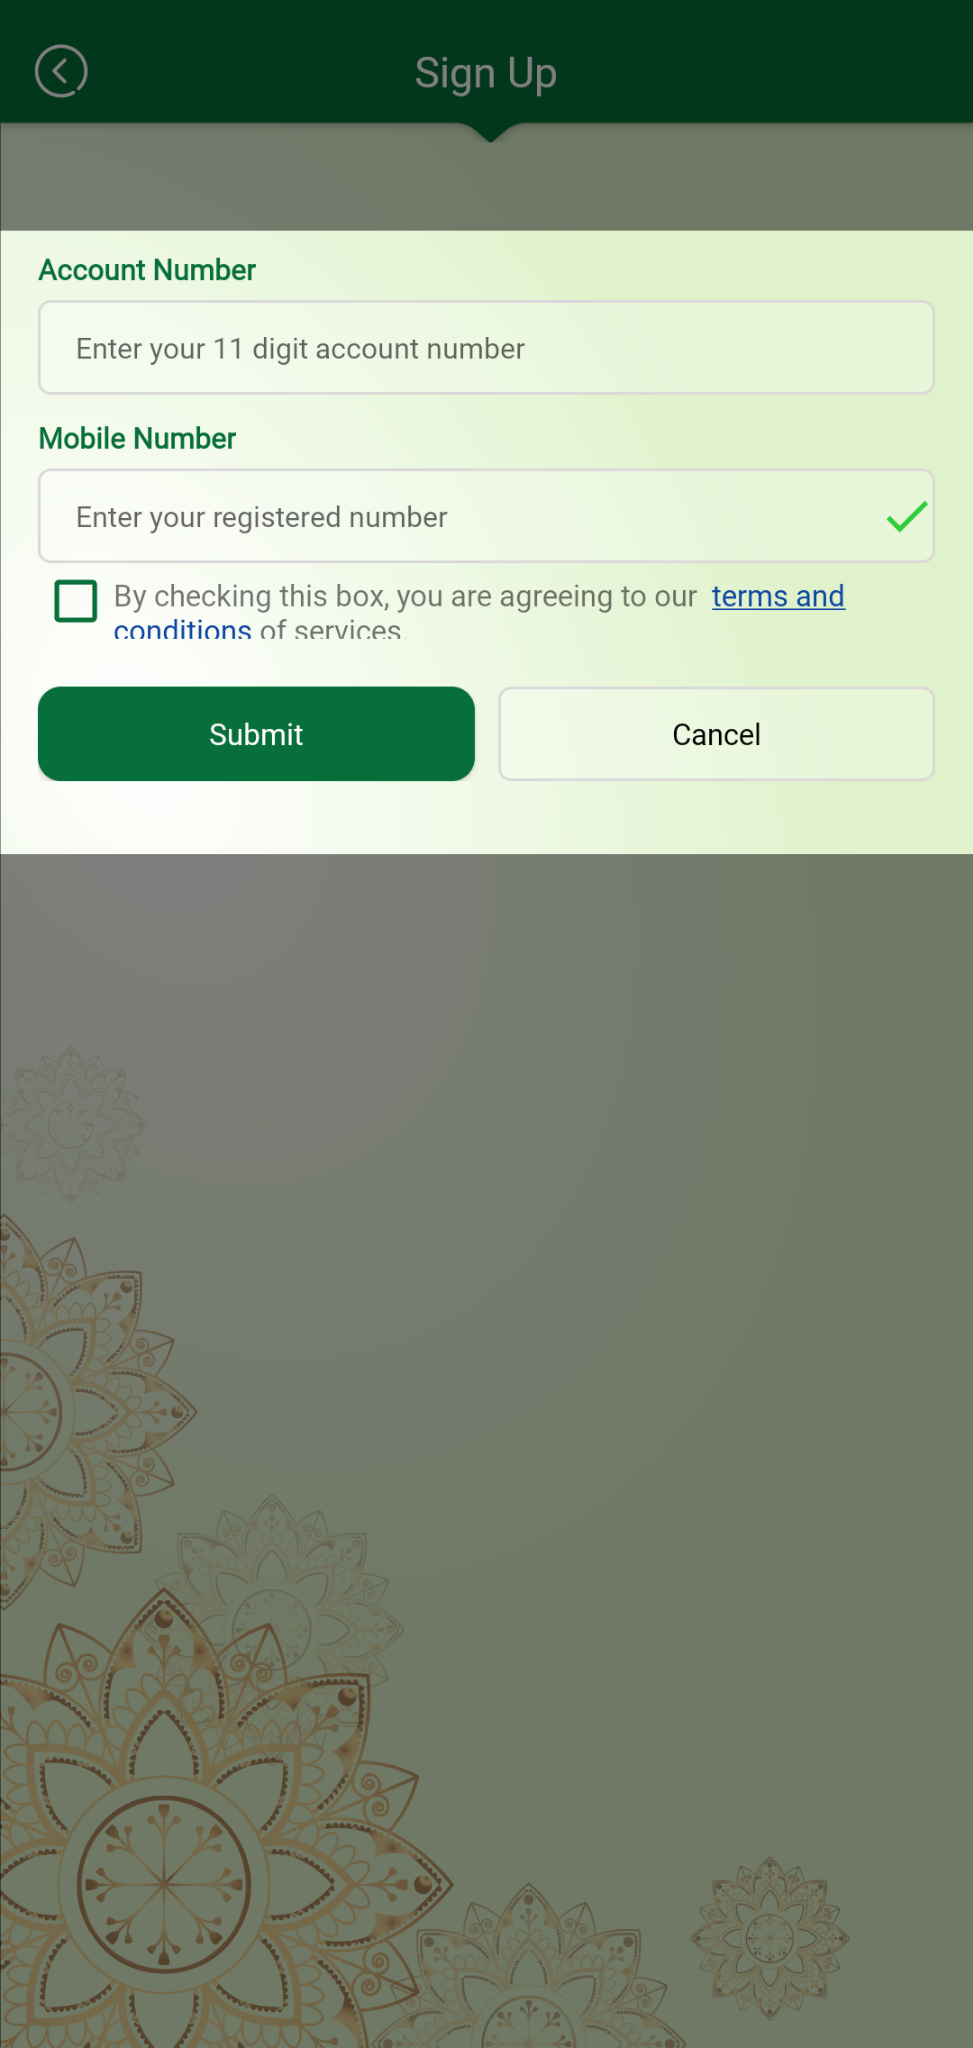 Sign Up
Account Number
Enter your 11 digit account number
Mobile Number
Enter your registered number
By checking this box, you are agreeing to our terms and
conditions of services.
Submit
Cancel